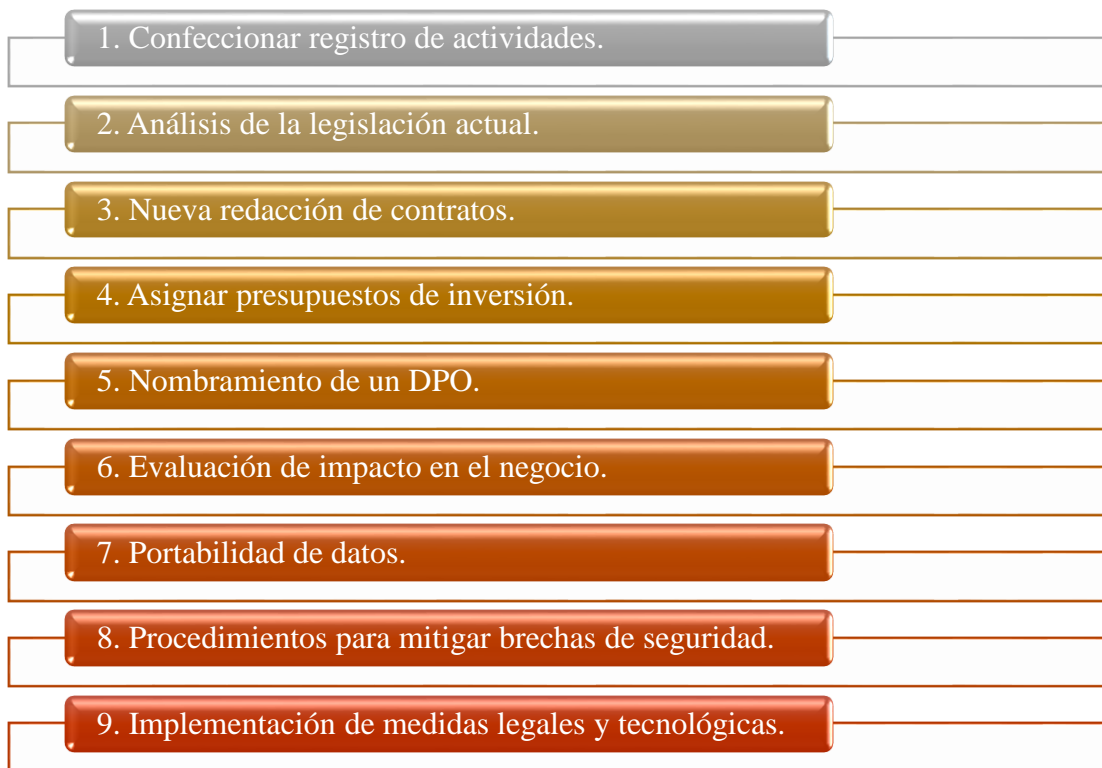 1. Confeccionar registro de actividades.
2. Análisis de la legislación actual.
3. Nueva redacción de contratos.
4. Asignar presupuestos de inversión.
5. Nombramiento de un DPO.
6. Evaluación de impacto en el negocio.
7. Portabilidad de datos.
8. Procedimientos para mitigar brechas de seguridad.
9. Implementación de medidas legales y tecnológicas.